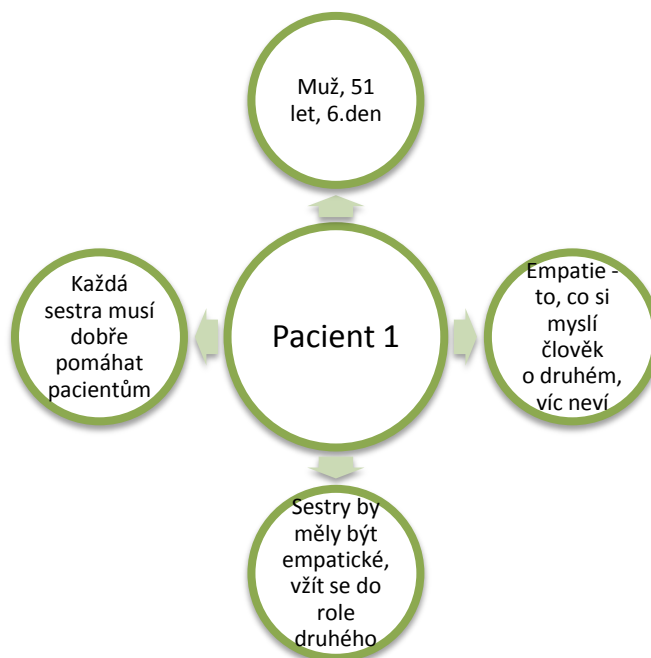 Muž, 51
let, 6.den
Každá
sestra musí
dobře
pomáhat
pacientům
Pacient 1
Empatie -
to, co si
myslí
člověk
o druhém,
víc neví
Sestry by
měly být
empatické,
vžít se do
role
druhého